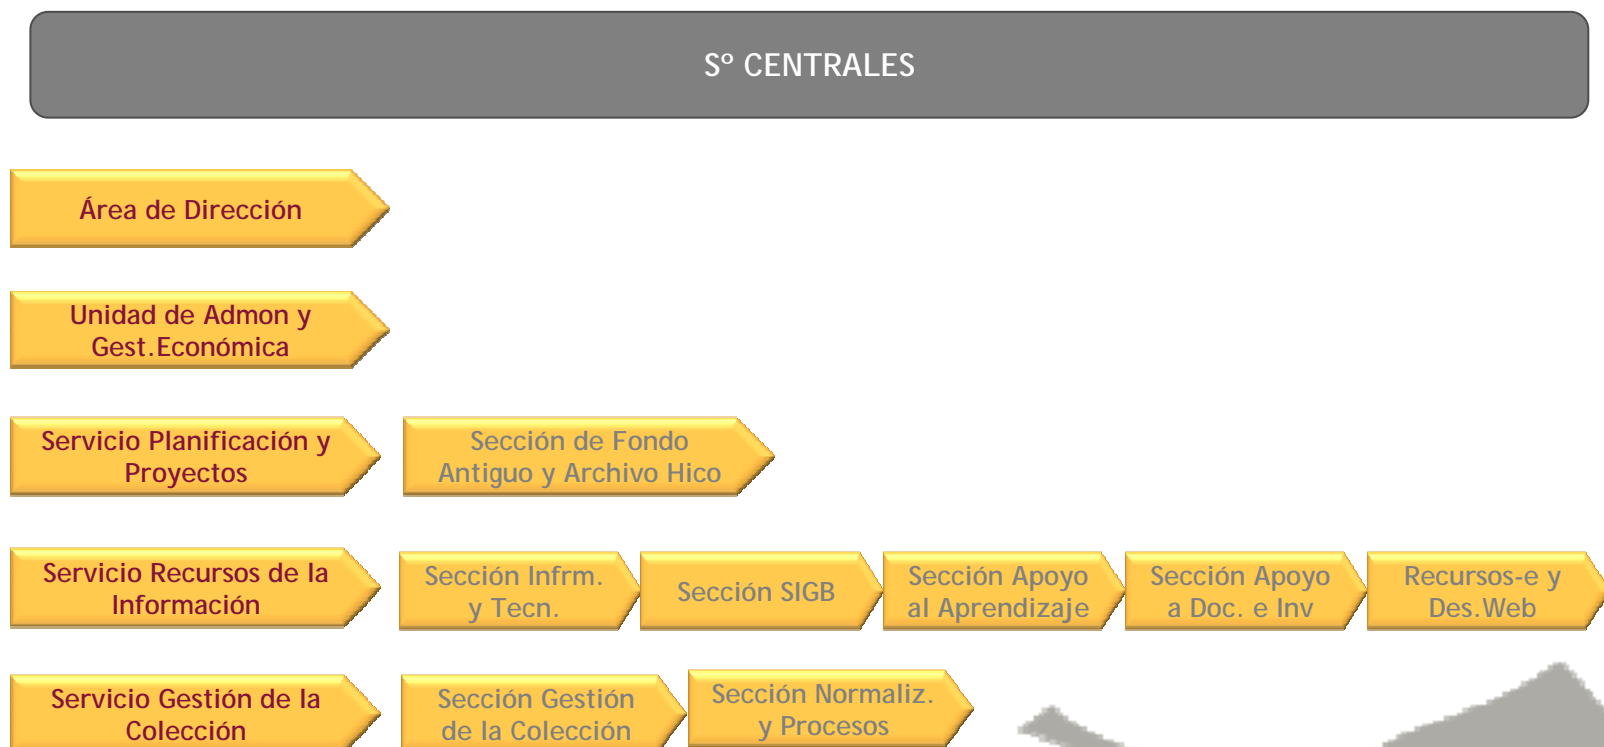 Sº CENTRALES
Área de Dirección
Unidad de Admon y
Gest.Económica
Servicio Planificación y
Proyectos
Sección de Fondo
Antiguo y Archivo Hico
Servicio Recursos de la
Información
Sección Infrm.
y Tecn.
Sección SIGB
Sección Apoyo
al Aprendizaje
Sección Apoyo
a Doc. e Inv
Recursos-e y
Des.Web
Servicio Gestión de la
Colección
Sección Gestión
de la Colección
Sección Normaliz.
y Procesos